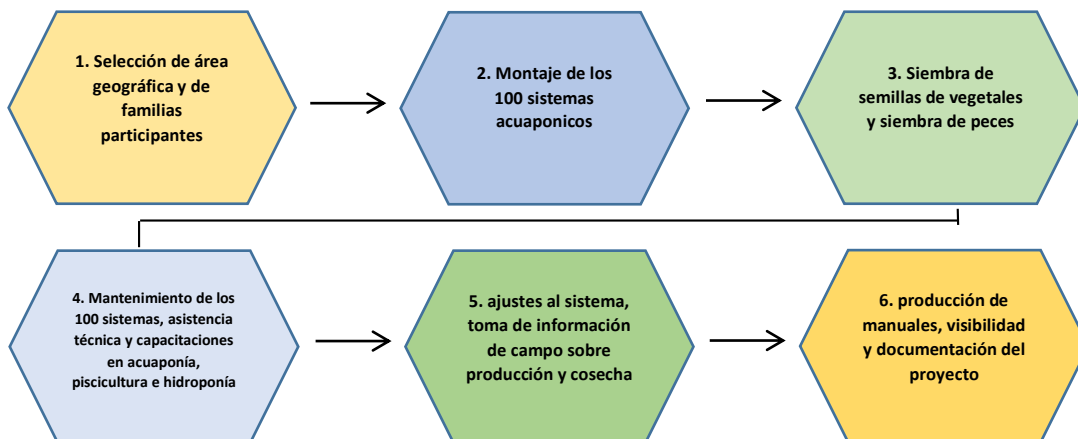 1. Selección de área
geográfica y de
familias
participantes
2. Montaje de los
100 sistemas
acuaponicos
3. Siembra de
semillas de vegetales
y siembra de peces
4. Mantenimiento de los
100 sistemas, asistencia
técnica y capacitaciones
en acuaponía,
piscicultura e hidroponía
5. ajustes al sistema,
toma de información
de campo sobre
producción y cosecha
6. producción de
manuales, visibilidad
y documentación del
proyecto